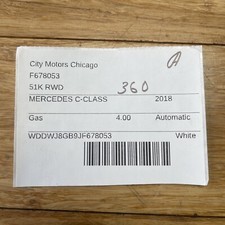 City Motors Chicago
A
F678053
51K RWD
360
MERCEDES C-CLASS 2018
Gas 4.00 Automatic
WDDWJ8GB9JF678053 White